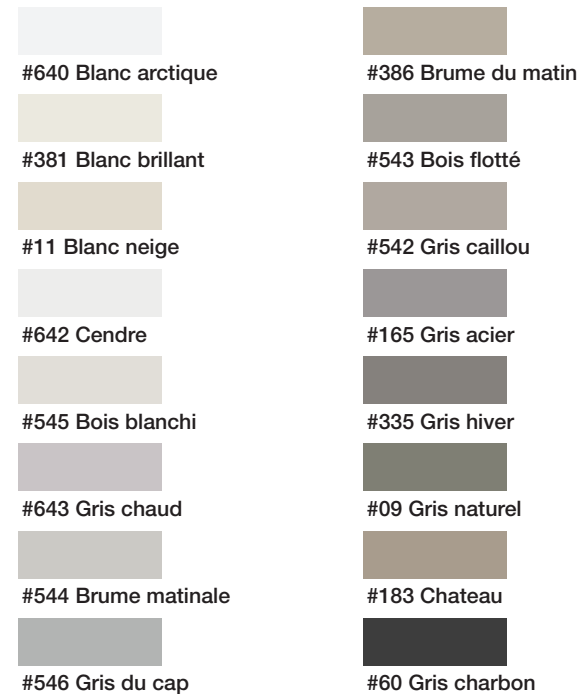 #640 Blanc arctique
#381 Blanc brillant
#11 Blanc neige
#642 Cendre
#545 Bois blanchi
#643 Gris chaud
#544 Brume matinale
#546 Gris du cap
#386 Brume du matin
#543 Bois flotté
#542 Gris caillou
#165 Gris acier
#335 Gris hiver
#09 Gris naturel
#183 Chateau
#60 Gris charbon